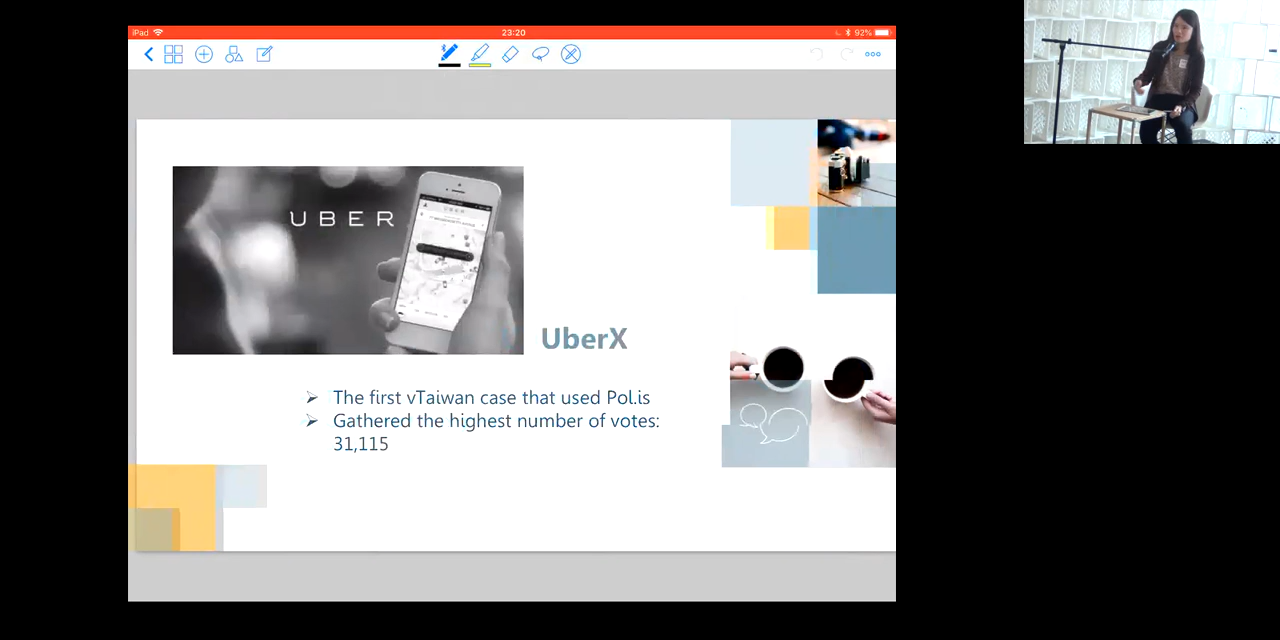 iPad
23:20
92%
UBER
UberX
The first vTaiwan case that used Pol.is
Gathered the highest number of votes:
31,115